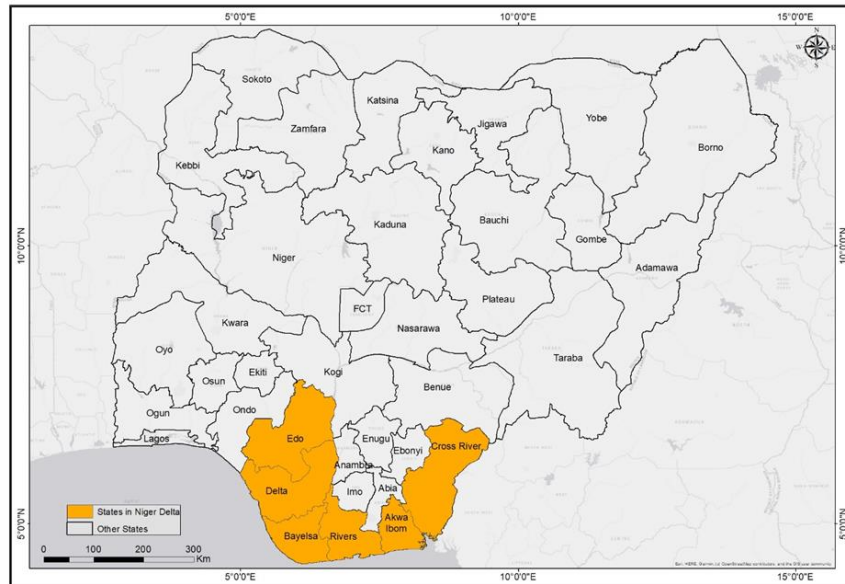 5°0'0"E 10°0'0"E 15°0'0"E
N
W E
S
Sokoto
Katsina
Zamfara
Jigawa
Yobe
Kano
Borno
Kebbi
Kaduna
Bauchi
Gombe
10°0'0"N 10°0'0"N
Niger
Adamawa
Plateau
FCT
Kwara
Nasarawa
Oyo
Taraba
Kogi
Ekiti
Osun
Benue
Ogun
Ondo
Lagos
Edo
Enugu
Ebonyi
Cross River
Anambra
Delta
Imo
Abia
States in Niger Delta
Other States
Akwa
Ibom
Bayelsa
Rivers
5°0'0"N 5°0'0"N
0 50 100 200 300
Km
5°0'0"E 10°0'0"E 15°0'0"E